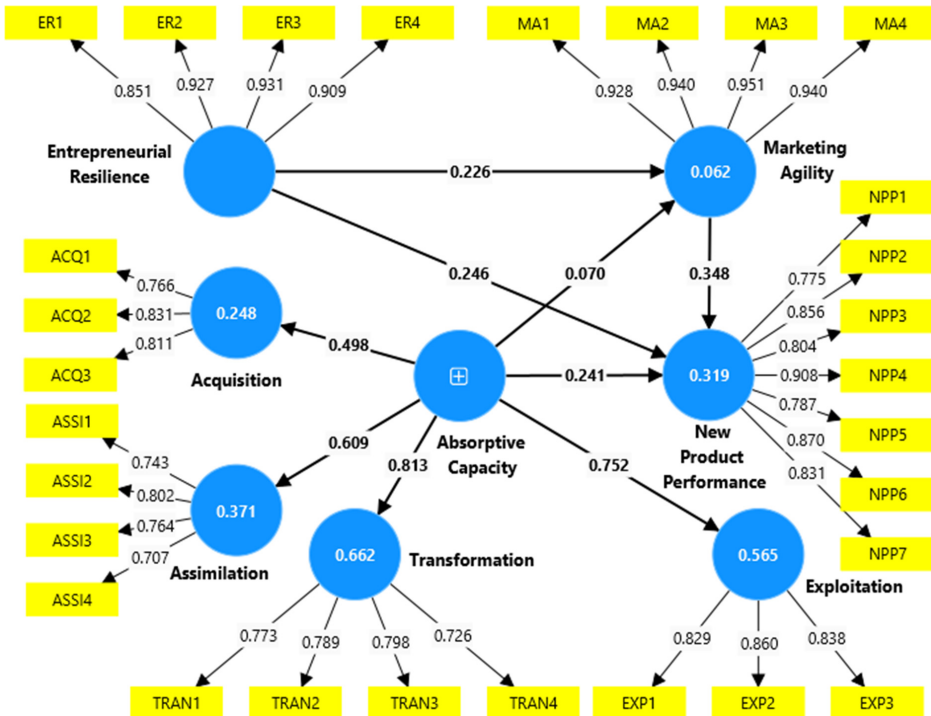 ER1
ER2
ER3
ER4
MA1
MA2
MA3
MA4
0.851
0.927
0.931
0.909
0.928
0.940
0.951
0.940
Entrepreneurial
Resilience
0.226
0.062
Marketing
Agility
NPP1
NPP2
NPP3
NPP4
NPP5
NPP6
NPP7
0.775
0.856
0.804
0.908
0.787
0.870
0.831
ACQ1
ACQ2
ACQ3
0.766
0.831
0.811
0.248
Acquisition
0.246
0.070
0.348
0.498
0.241
0.319
New
Product
Performance
Absorptive
Capacity
ASSI1
ASSI2
ASSI3
ASSI4
0.743
0.802
0.764
0.707
0.371
Assimilation
0.609
0.813
0.752
0.662
Transformation
0.565
Exploitation
0.773
0.789
0.798
0.726
0.829
0.860
0.838
TRAN1
TRAN2
TRAN3
TRAN4
EXP1
EXP2
EXP3